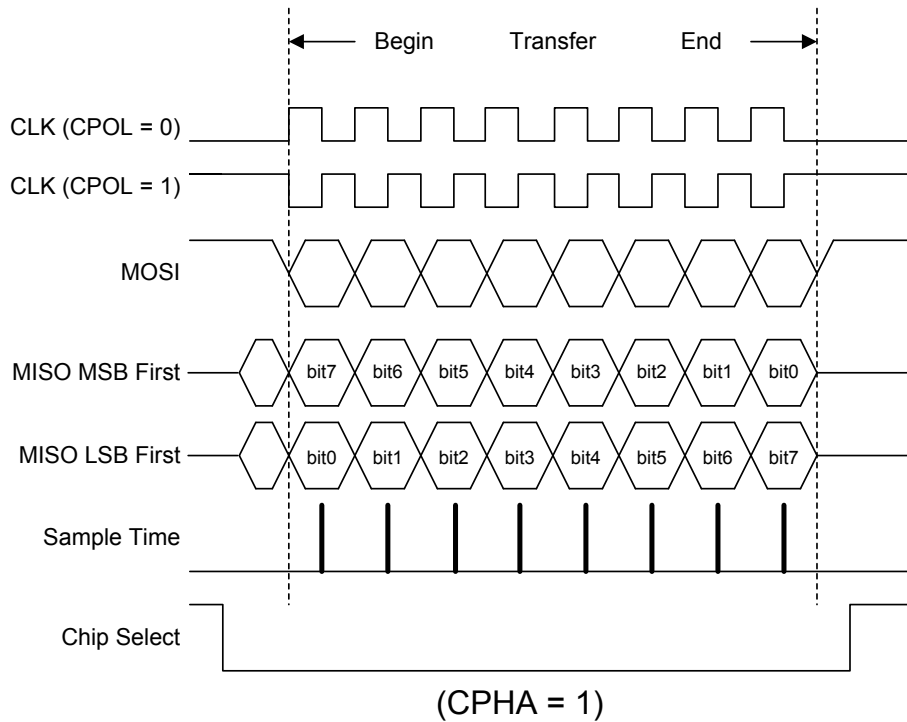 Begin Transfer End
CLK (CPOL = 0)
CLK (CPOL = 1)
MOSI
MISO MSB First bit7 bit6 bit5 bit4 bit3 bit2 bit1 bit0
MISO LSB First bit0 bit1 bit2 bit3 bit4 bit5 bit6 bit7
Sample Time
Chip Select
(CPHA = 1)